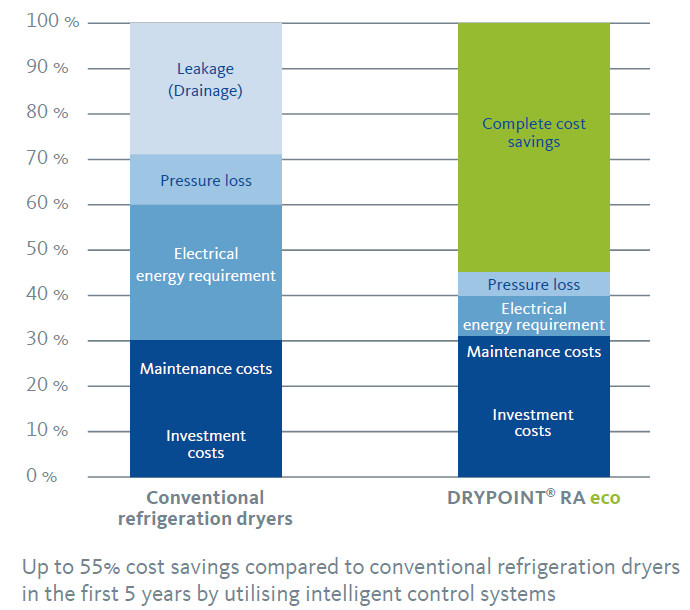 100 %
90 %
80 %
70 %
60 %
50 %
40 %
30 %
20 %
10 %
0 %
Leakage
(Drainage)
Pressure loss
Electrical
energy requirement
Maintenance costs
Investment
costs
Conventional
refrigeration dryers
Complete cost
savings
Pressure loss
Electrical
energy requirement
Maintenance costs
Investment
costs
DRYPOINT® RA eco
Up to 55% cost savings compared to conventional refrigeration dryers
in the first 5 years by utilising intelligent control systems